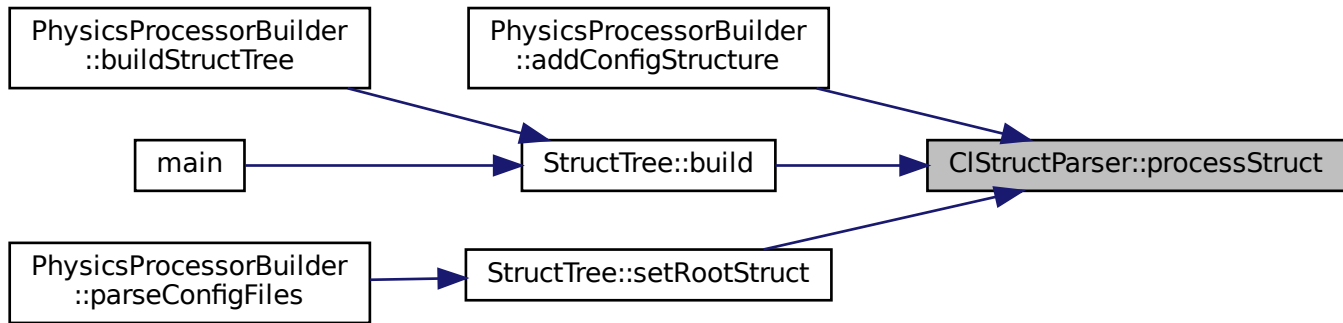 PhysicsProcessorBuilder
::buildStructTree
PhysicsProcessorBuilder
::addConfigStructure
main
StructTree::build
ClStructParser::processStruct
PhysicsProcessorBuilder
::parseConfigFiles
StructTree::setRootStruct